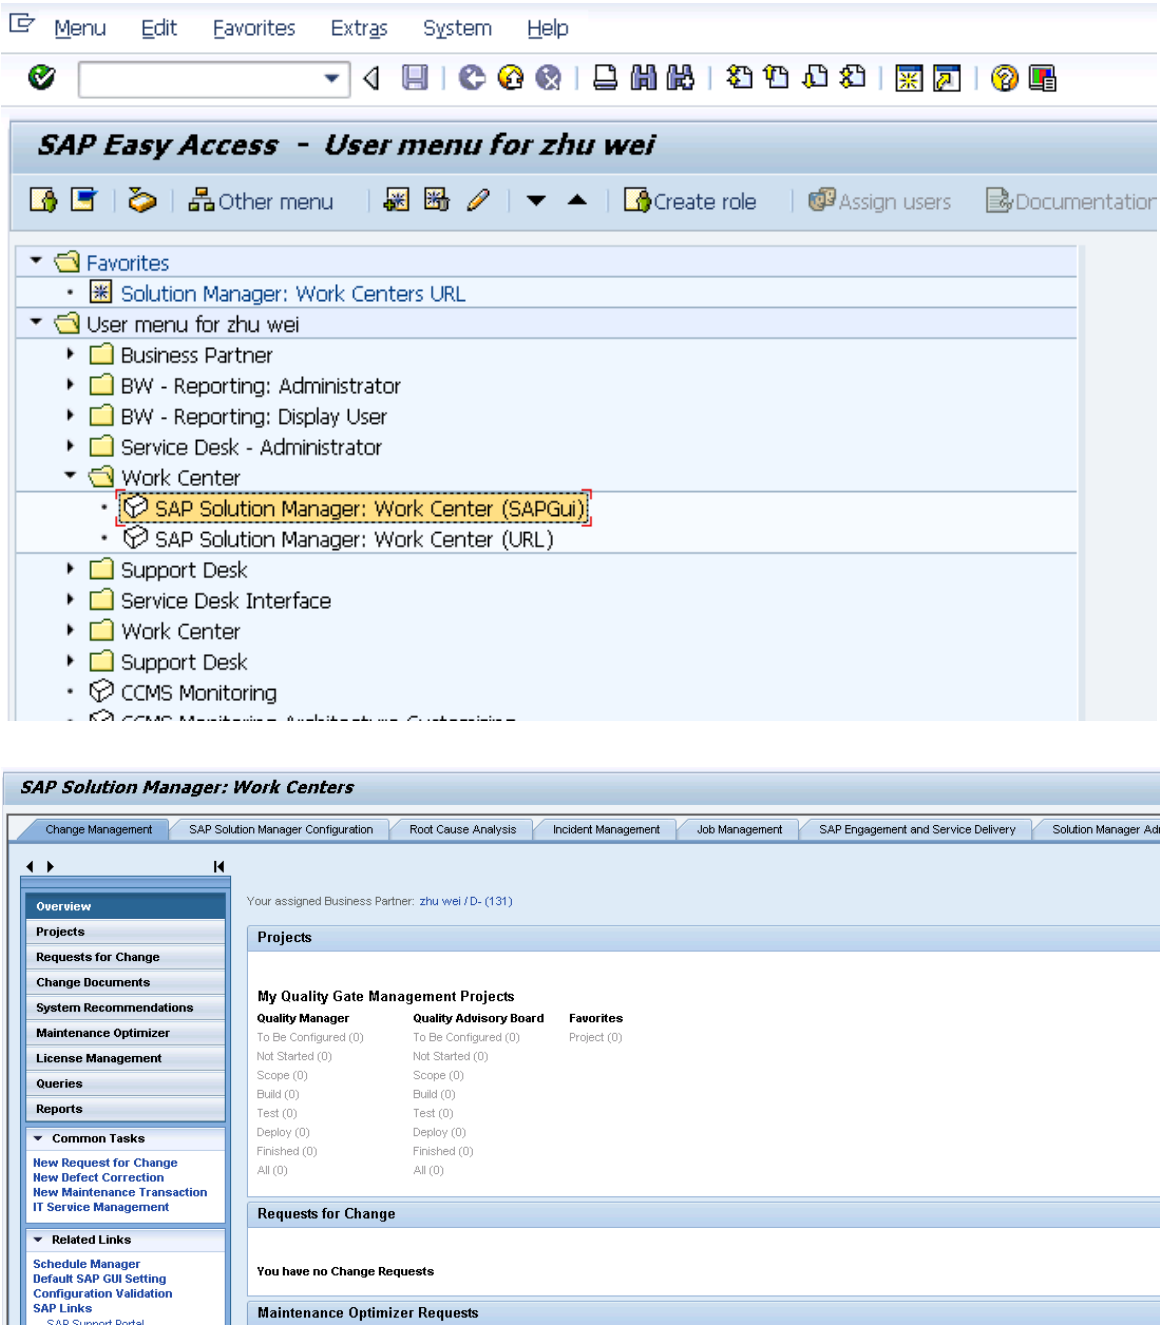 Menu Edit Favorites Extras System Help
SAP Easy Access - User menu for zhu wei
Other menu Create role Assign users Documentation
Favorites
Solution Manager: Work Centers URL
User menu for zhu wei
Business Partner
BW - Reporting: Administrator
BW - Reporting: Display User
Service Desk - Administrator
Work Center
SAP Solution Manager: Work Center (SAPGui)
SAP Solution Manager: Work Center (URL)
Support Desk
Service Desk Interface
Work Center
Support Desk
CCMS Monitoring
CCMS Monitoring Architecture Customizing
SAP Solution Manager: Work Centers
Change Management SAP Solution Manager Configuration Root Cause Analysis Incident Management Job Management SAP Engagement and Service Delivery Solution Manager Adm
Your assigned Business Partner: zhu wei / D- (131)
Overview
Projects
Requests for Change
Change Documents
System Recommendations
Maintenance Optimizer
License Management
Queries
Reports
Common Tasks
New Request for Change
New Defect Correction
New Maintenance Transaction
IT Service Management
Related Links
Schedule Manager
Default SAP GUI Setting
Configuration Validation
SAP Links
SAP Support Portal
Projects
My Quality Gate Management Projects
Quality Manager Quality Advisory Board Favorites
To Be Configured (0) To Be Configured (0) Project (0)
Not Started (0) Not Started (0)
Scope (0) Scope (0)
Build (0) Build (0)
Test (0) Test (0)
Deploy (0) Deploy (0)
Finished (0) Finished (0)
All (0) All (0)
Requests for Change
You have no Change Requests
Maintenance Optimizer Requests